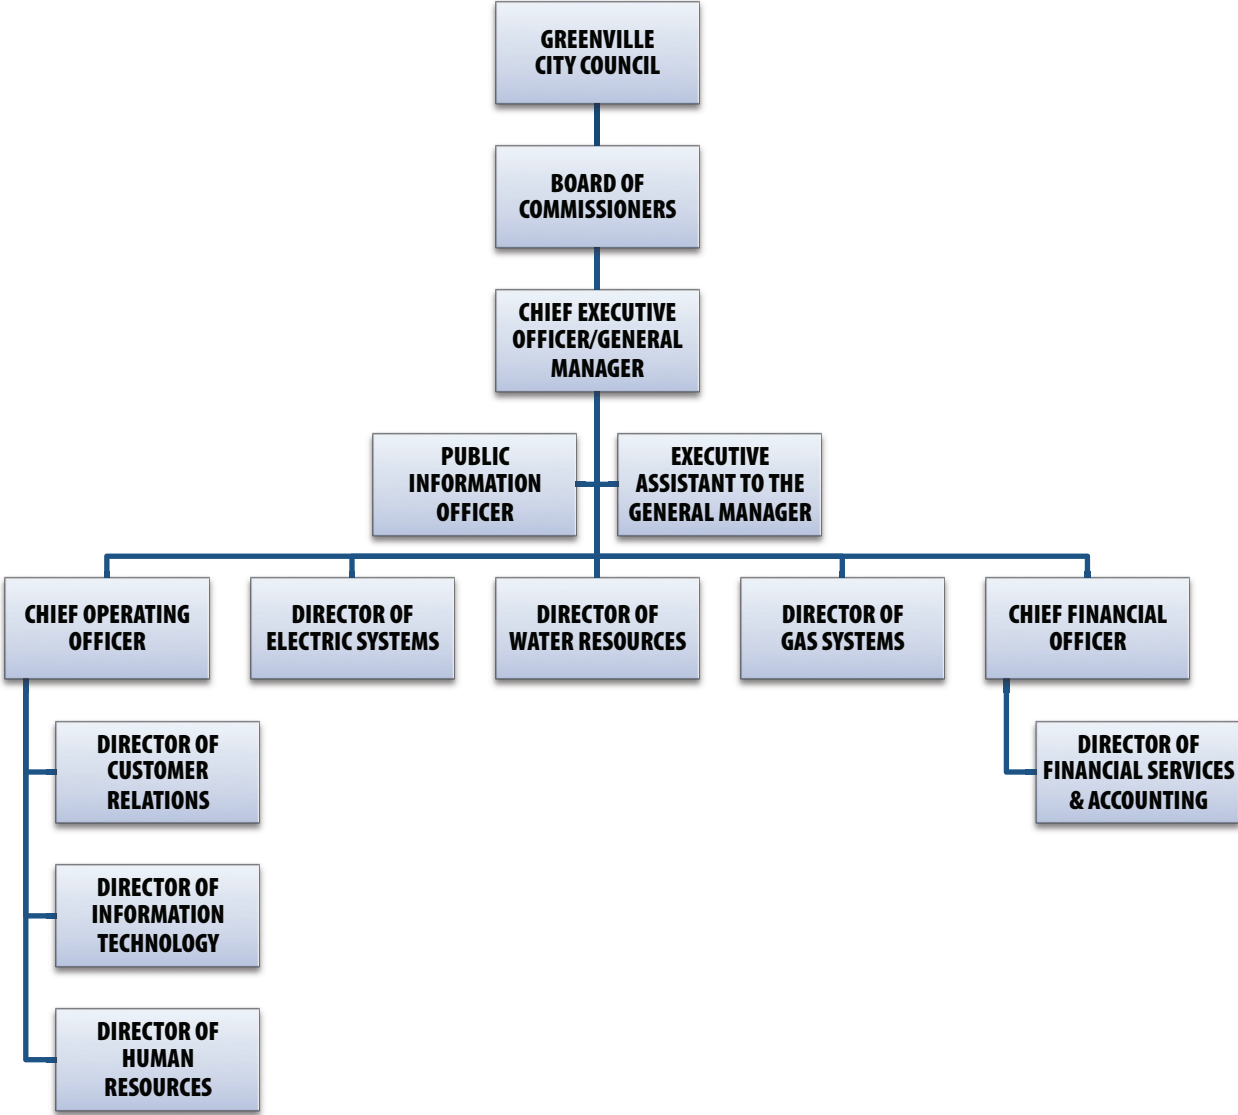 GREENVILLE
CITY COUNCIL
BOARD OF
COMMISSIONERS
CHIEF EXECUTIVE
OFFICER/GENERAL
MANAGER
PUBLIC
INFORMATION
OFFICER
EXECUTIVE
ASSISTANT TO THE
GENERAL MANAGER
CHIEF OPERATING
OFFICER
DIRECTOR OF
ELECTRIC SYSTEMS
DIRECTOR OF
WATER RESOURCES
DIRECTOR OF
GAS SYSTEMS
CHIEF FINANCIAL
OFFICER
DIRECTOR OF
CUSTOMER
RELATIONS
DIRECTOR OF
FINANCIAL SERVICES
& ACCOUNTING
DIRECTOR OF
INFORMATION
TECHNOLOGY
DIRECTOR OF
HUMAN
RESOURCES